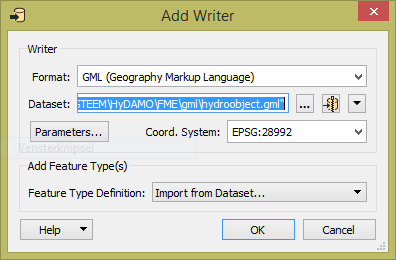 Add Writer
Writer
Format: GML (Geography Markup Language)
Dataset: STEEM\HyDAMO\FME\gml\hydroobject.gml" ...
Parameters... Coord. System: EPSG:28992
Vensterknipsel
Add Feature Type(s)
Feature Type Definition: Import from Dataset...
Help OK Cancel